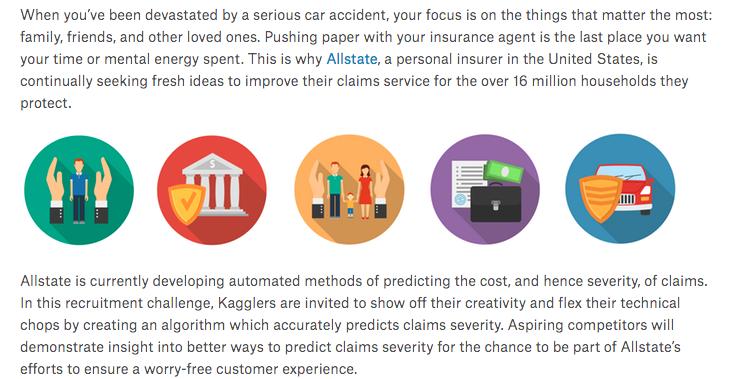 When you've been devastated by a serious car accident, your focus is on the things that matter the most:
family, friends, and other loved ones. Pushing paper with your insurance agent is the last place you want
your time or mental energy spent. This is why Allstate, a personal insurer in the United States, is
continually seeking fresh ideas to improve their claims service for the over 16 million households they
protect.
$
Allstate is currently developing automated methods of predicting the cost, and hence severity, of claims.
In this recruitment challenge, Kagglers are invited to show off their creativity and flex their technical
chops by creating an algorithm which accurately predicts claims severity. Aspiring competitors will
demonstrate insight into better ways to predict claims severity for the chance to be part of Allstate's
efforts to ensure a worry-free customer experience.